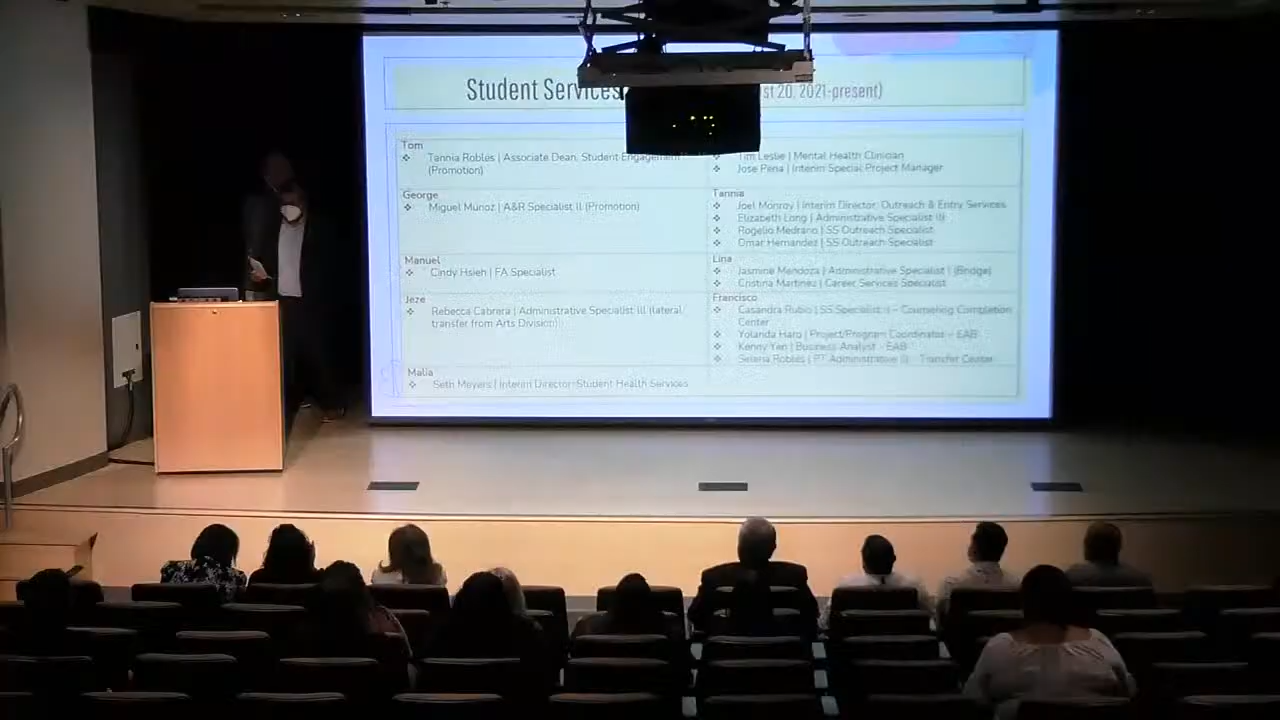 Student Services
st 20, 2021-present)
Tom
Tannia Robles | Associate Dean, Student Engagement
(Promotion)
George
Miguel Munoz | A&R Specialist II (Promotion)
Manuel
Cindy Hsieh | FA Specialist
Jeze
Rebecca Cabrera | Administrative Specialist III (lateral
transfer from Arts Division)
Malia
Seth Meyers | Interim Director, Student Health Services
Tim Leslie | Mental Health Clinician
Jose Pena | Interim Special Project Manager
Tannia
Joel Monroy | Interim Director, Outreach & Entry Services
Elizabeth Long | Administrative Specialist III
Rogelio Medrano | SS Outreach Specialist
Omar Hernandez | SS Outreach Specialist
Lina
Jasmine Mendoza | Administrative Specialist I (Bridge)
Cristina Martinez | Career Services Specialist
Francisco
Casandra Rubio | SS Specialist II – Counseling Completion
Center
Yolanda Haro | Project/Program Coordinator – EAB
Kenny Yen | Business Analyst – EAB
Selena Robles | PT Administrative II – Transfer Center